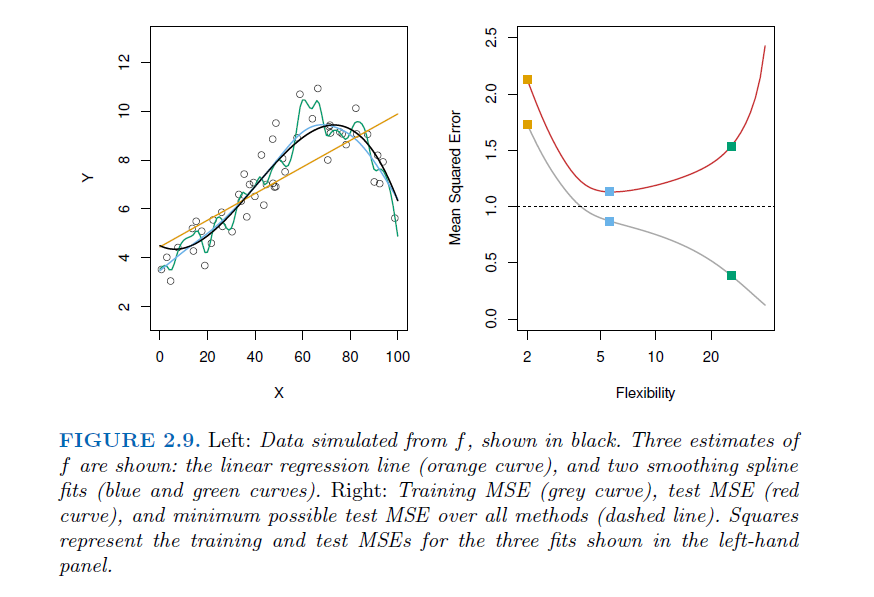 12
10
8
6
4
2
Y
0 20 40 60 80 100
X
2.5
2.0
1.5
1.0
0.5
0.0
Mean Squared Error
2 5 10 20
Flexibility
FIGURE 2.9. Left: Data simulated from f, shown in black. Three estimates of
f are shown: the linear regression line (orange curve), and two smoothing spline
fits (blue and green curves). Right: Training MSE (grey curve), test MSE (red
curve), and minimum possible test MSE over all methods (dashed line). Squares
represent the training and test MSEs for the three fits shown in the left-hand
panel.